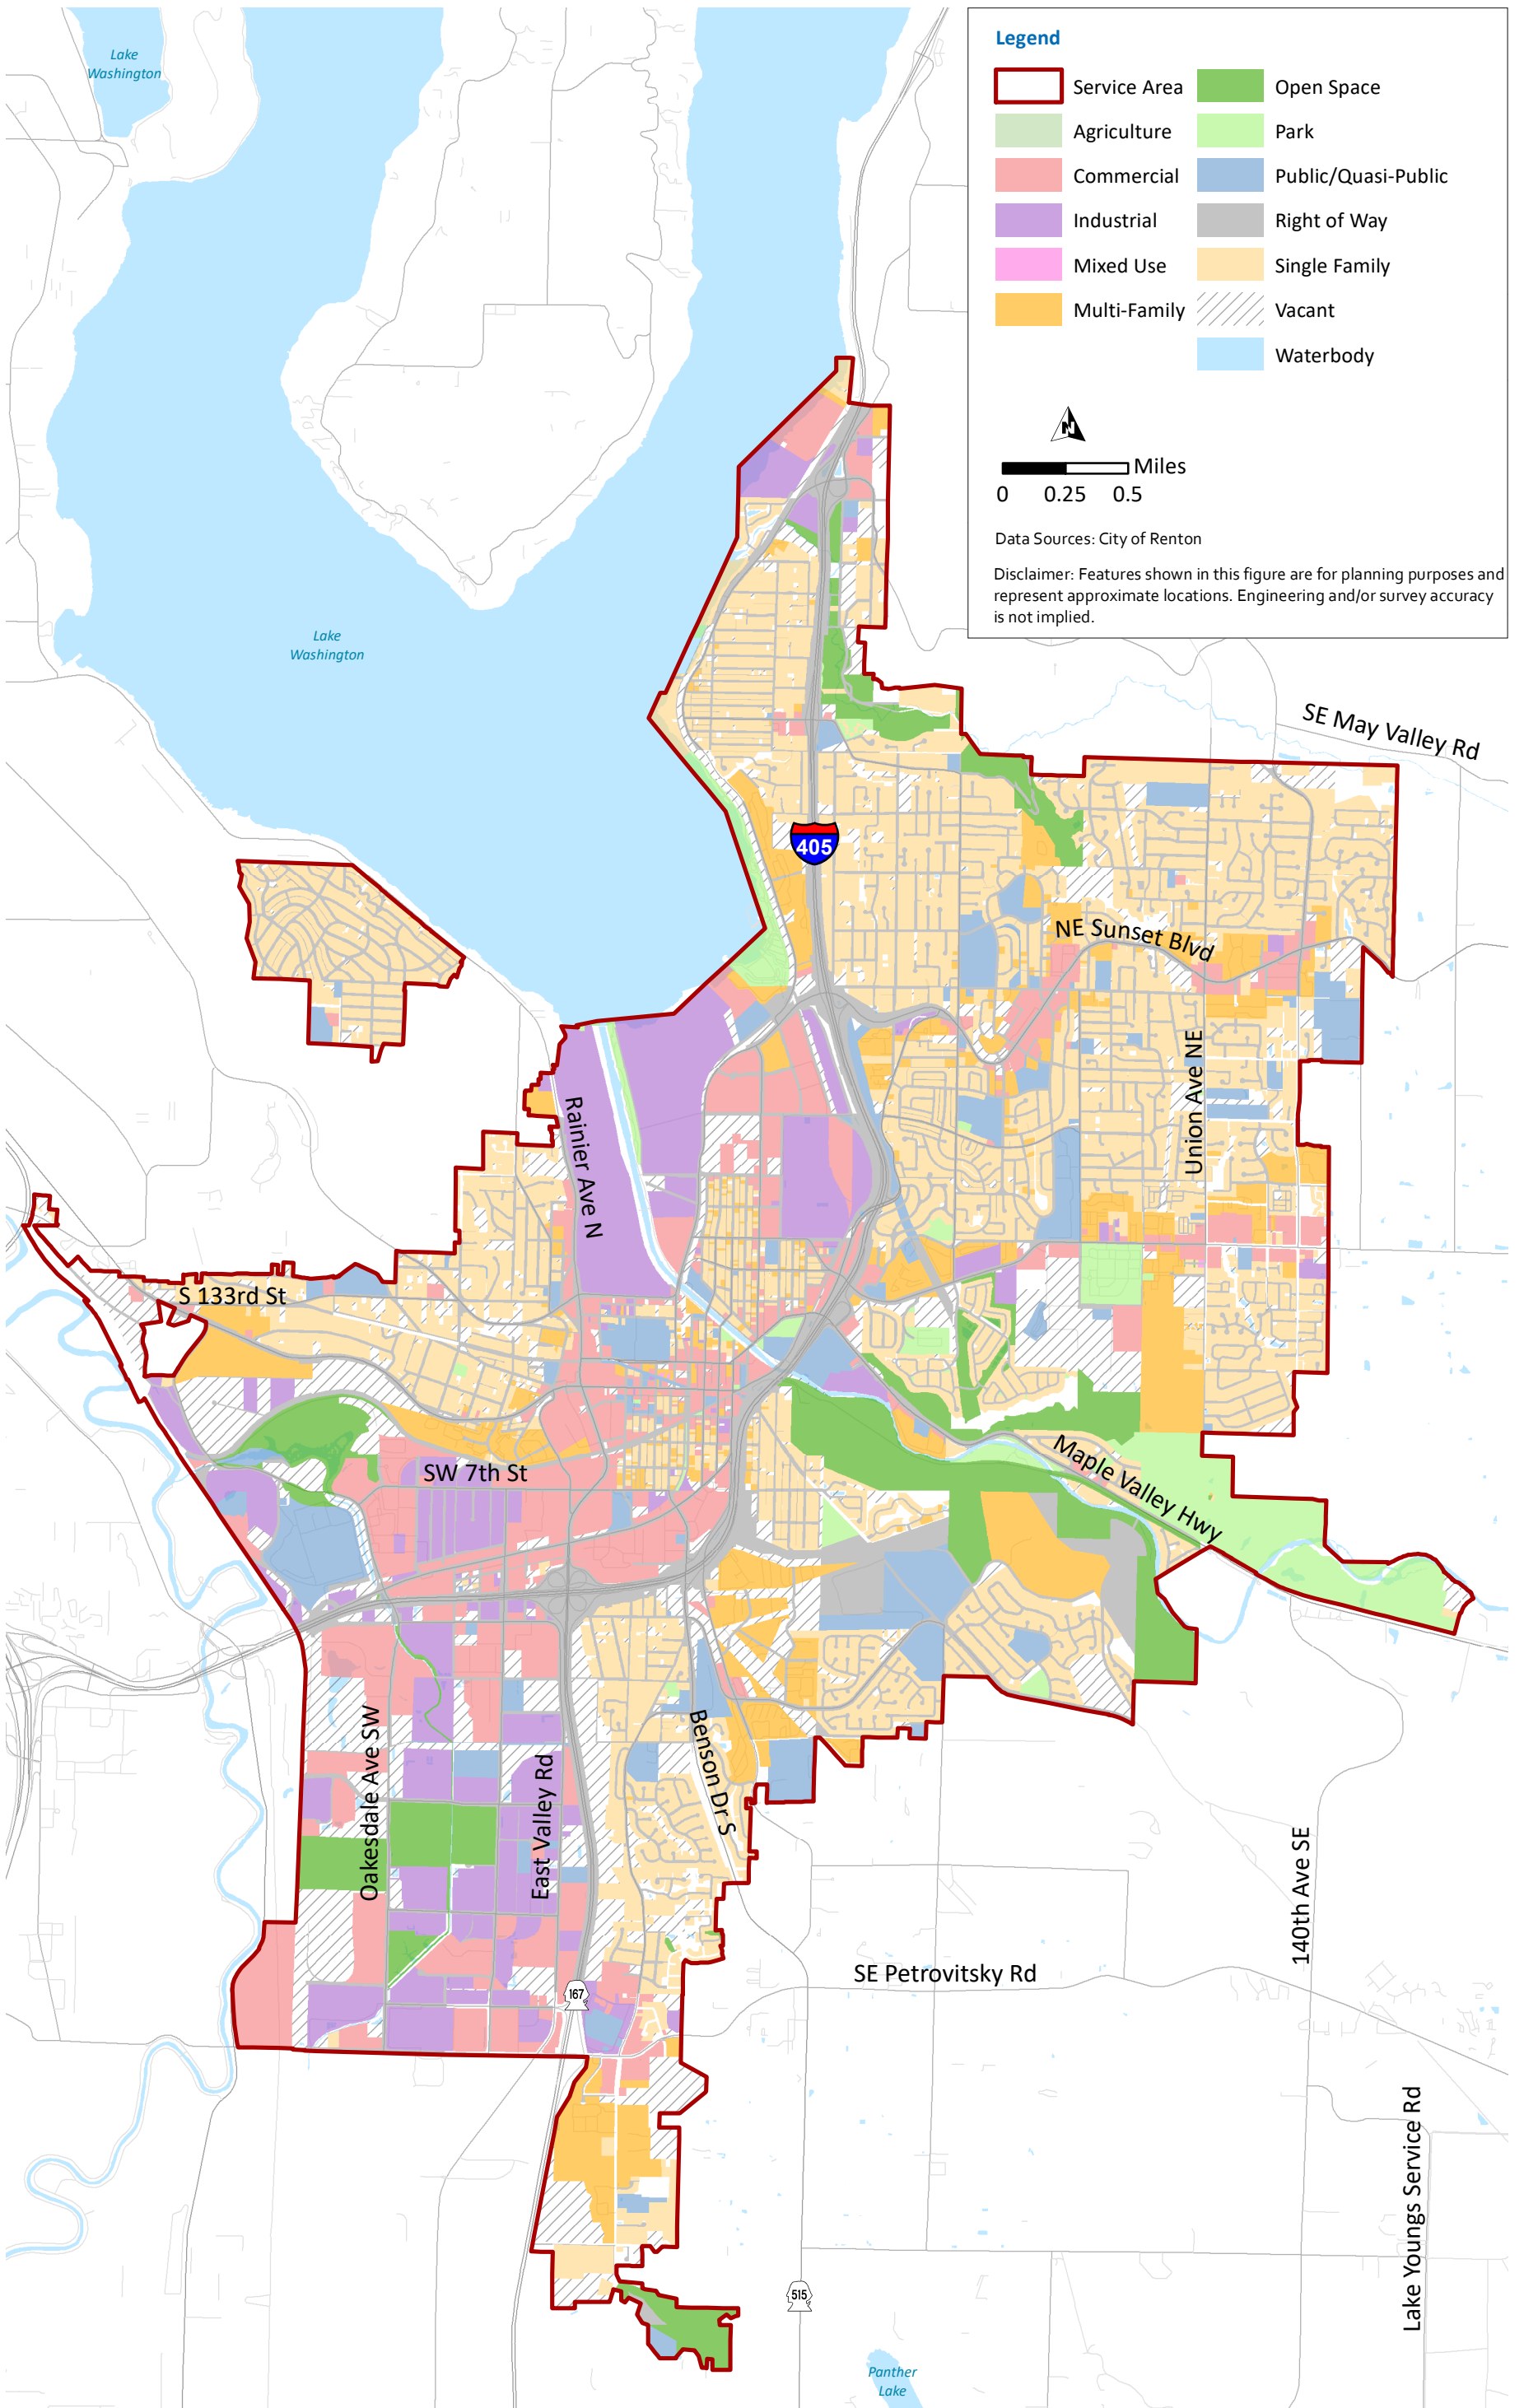 Lake
Washington
Legend
Service Area
Open Space
Agriculture
Park
Commercial
Public/Quasi-Public
Industrial
Right of Way
Mixed Use
Single Family
Multi-Family
Vacant
Waterbody
N
Miles
0 0.25 0.5
Data Sources: City of Renton
Disclaimer: Features shown in this figure are for planning purposes and
represent approximate locations. Engineering and/or survey accuracy
is not implied.
Lake
Washington
SE May Valley Rd
405
NE Sunset Blvd
Union Ave NE
Rainier Ave N
S 133rd St
SW 7th St
Maple Valley Hwy
Oakesdale Ave SW
East Valley Rd
Benson Dr S
140th Ave SE
SE Petrovitsky Rd
167
Lake Youngs Service Rd
515
Panther
Lake